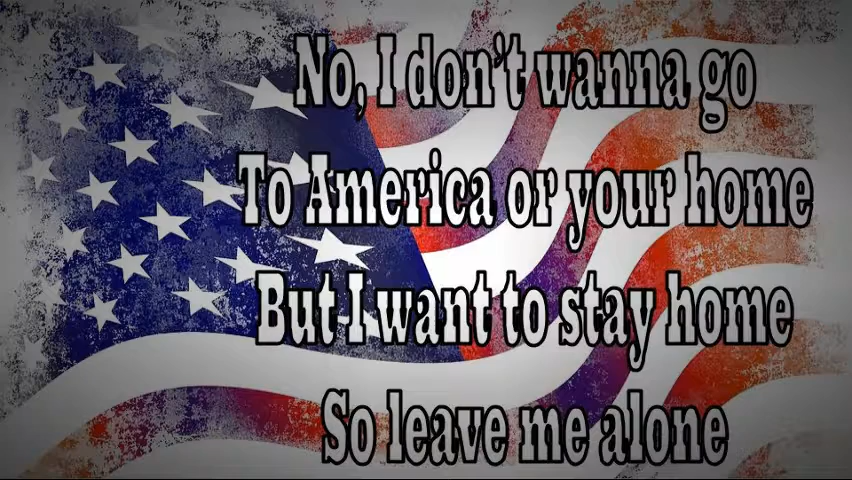 No, I don't wanna go
To America or your home
But I want to stay home
So leave me alone